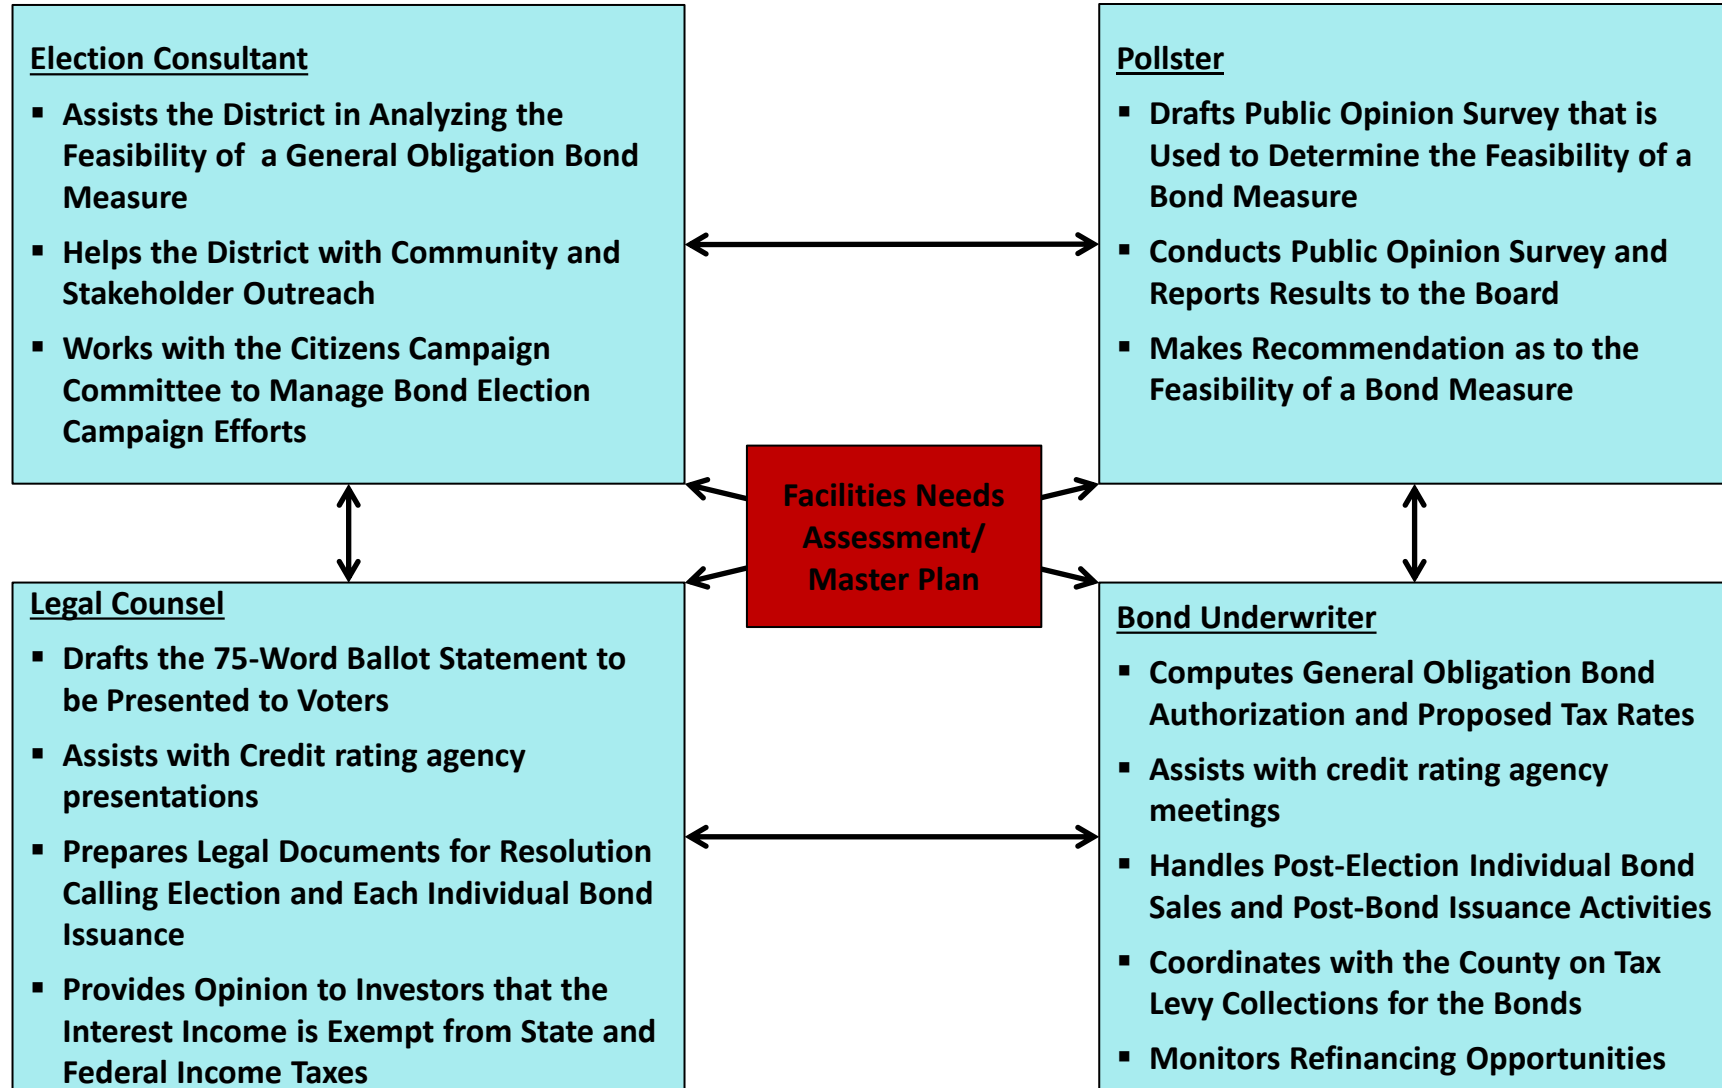 Election Consultant
▪ Assists the District in Analyzing the
Feasibility of  a General Obligation Bond
Measure
▪ Helps the District with Community and
Stakeholder Outreach
▪ Works with the Citizens Campaign
Committee to Manage Bond Election
Campaign Efforts
Pollster
▪ Drafts Public Opinion Survey that is
Used to Determine the Feasibility of a
Bond Measure
▪ Conducts Public Opinion Survey and
Reports Results to the Board
▪ Makes Recommendation as to the
Feasibility of a Bond Measure
Facilities Needs
Assessment/
Master Plan
Legal Counsel
▪ Drafts the 75-Word Ballot Statement to
be Presented to Voters
▪ Assists with Credit rating agency
presentations
▪ Prepares Legal Documents for Resolution
Calling Election and Each Individual Bond
Issuance
▪ Provides Opinion to Investors that the
Interest Income is Exempt from State and
Federal Income Taxes
Bond Underwriter
▪ Computes General Obligation Bond
Authorization and Proposed Tax Rates
▪ Assists with credit rating agency
meetings
▪ Handles Post-Election Individual Bond
Sales and Post-Bond Issuance Activities
▪ Coordinates with the County on Tax
Levy Collections for the Bonds
▪ Monitors Refinancing Opportunities